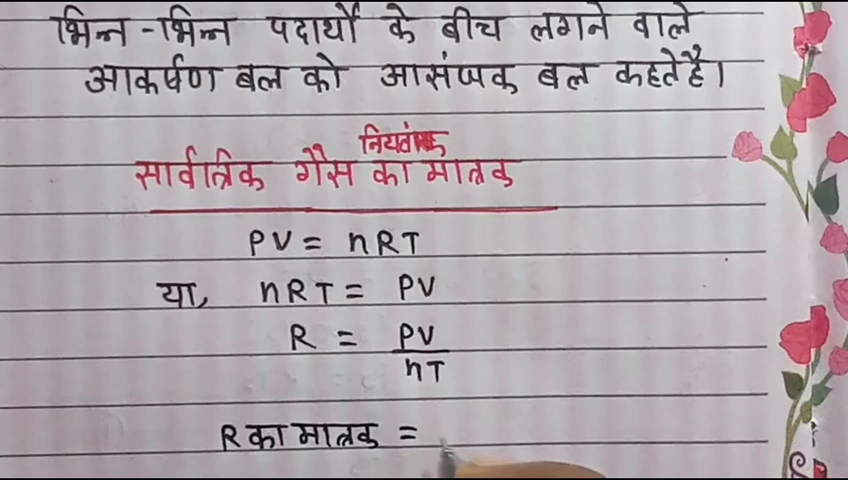 भिन्न - भिन्न पदार्थों के बीच लगने वाले
आकर्षण बल को आसंजक बल कहते है।
नियतांक
सार्वत्रिक गैस का मात्रक
PV = nRT
या, nRT = PV
R = PV
nT
R का मात्रक =